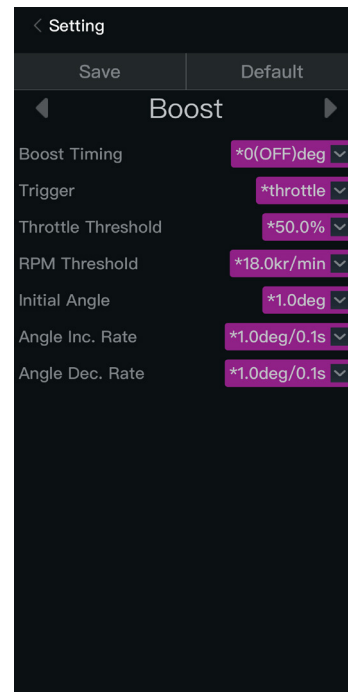 Setting
Save Default
Boost
Boost Timing *0(OFF)deg
Trigger *throttle
Throttle Threshold *50.0%
RPM Threshold *18.0kr/min
Initial Angle *1.0deg
Angle Inc. Rate *1.0deg/0.1s
Angle Dec. Rate *1.0deg/0.1s